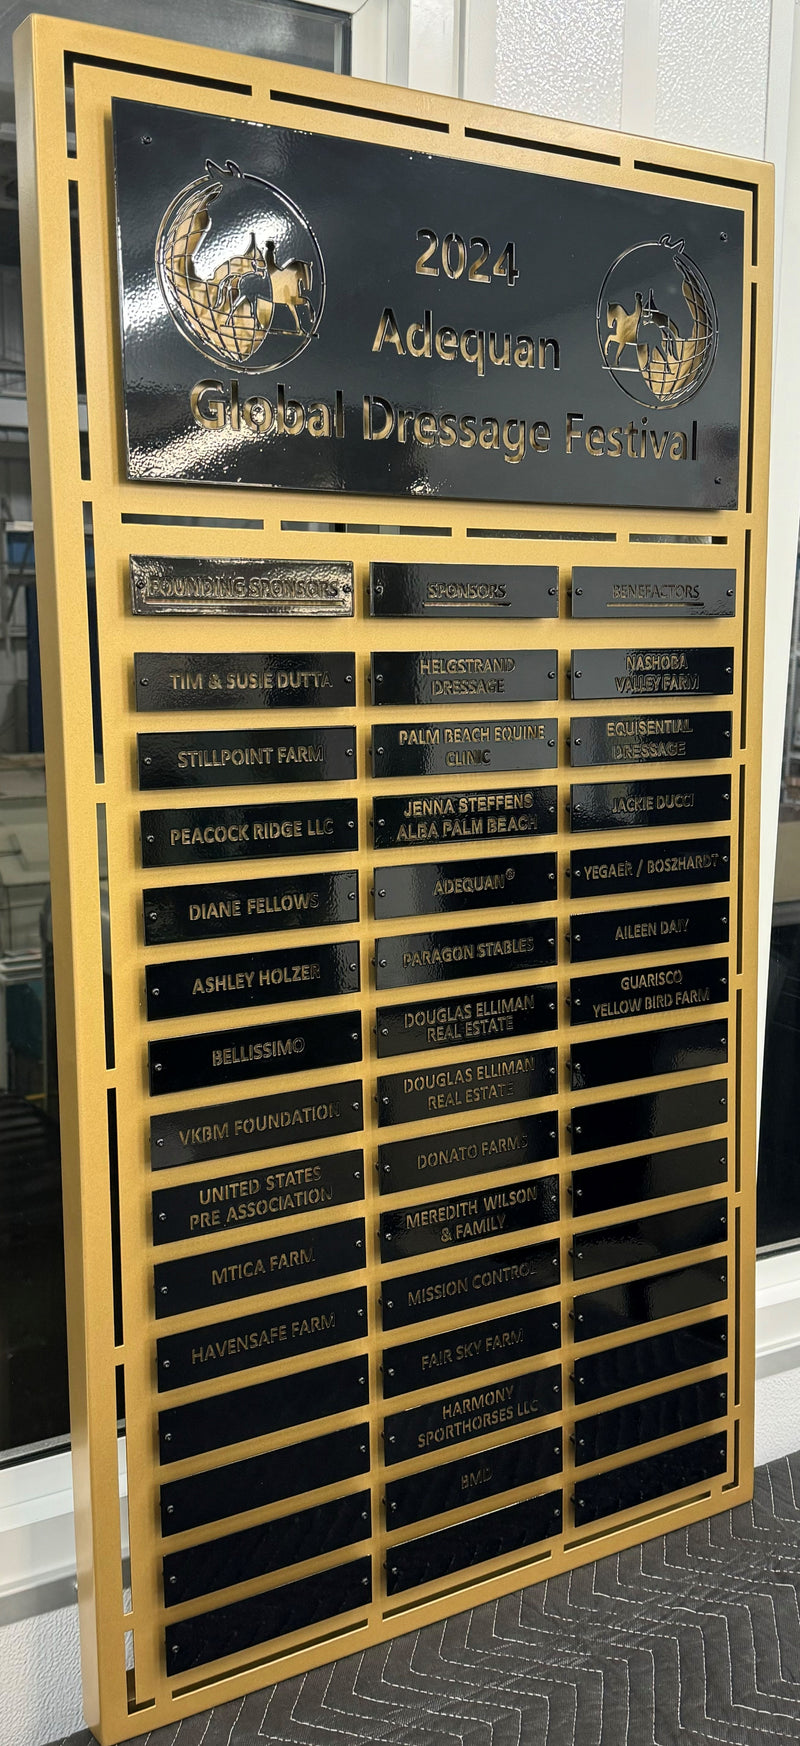 2024
Adequan
Global Dressage Festival
FOUNDING SPONSORS
TIM & SUSIE DUTTA
STILLPOINT FARM
PEACOCK RIDGE LLC
DIANE FELLOWS
ASHLEY HOLZER
BELLISSIMO
VKBM FOUNDATION
UNITED STATES
PRE ASSOCIATION
MTICA FARM
HAVENSAFE FARM
SPONSORS
HELGSTRAND
DRESSAGE
PALM BEACH EQUINE
CLINIC
JENNA STEFFENS
ALBA PALM BEACH
ADEQUAN®
PARAGON STABLES
DOUGLAS ELLIMAN
REAL ESTATE
DOUGLAS ELLIMAN
REAL ESTATE
DONATO FARMS
MEREDITH WILSON
& FAMILY
MISSION CONTROL
FAIR SKY FARM
HARMONY
SPORTHORSES LLC
BMD
BENEFACTORS
NASHOBA
VALLEY FARM
EQUISENTIAL
DRESSAGE
JACKIE DUCCI
YEGAER / BOSZHARDT
AILEEN DAIY
GUARISCO
YELLOW BIRD FARM